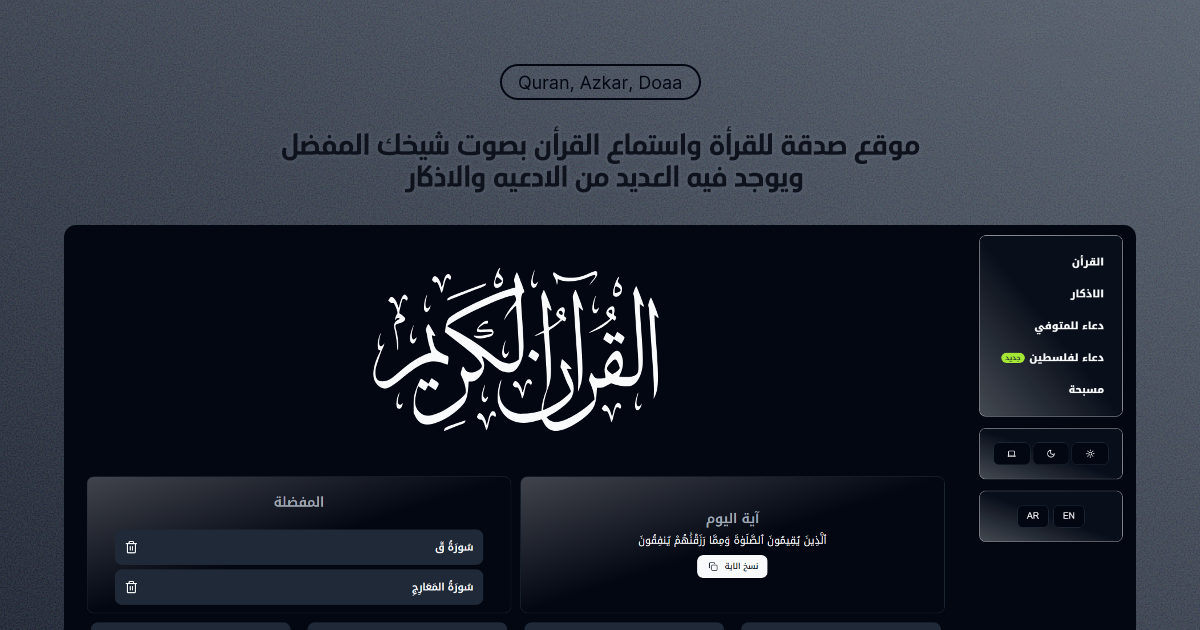 Quran, Azkar, Doaa
موقع صدقة للقرأة واستماع القرأن بصوت شيخك المفضل
ويوجد فيه العديد من الادعيه والاذكار
القرآن الكريم
القرأن
الاذكار
دعاء للمتوفي
دعاء لفلسطين جديد
مسبحة
AR EN
آية اليوم
ٱلَّذِينَ يُقِيمُونَ ٱلصَّلَوٰةَ وَمِمَّا رَزَقْنَٰهُمْ يُنفِقُونَ
نسخ الاية
المفضلة
سُورَةُ قٓ
سُورَةُ المَعَارِجِ